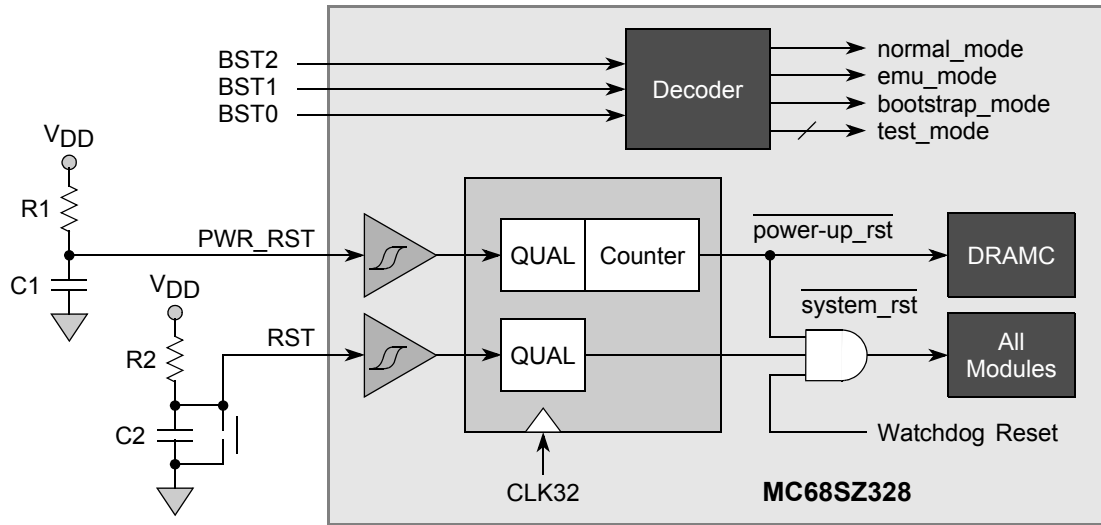 BST2
BST1
BST0
Decoder
normal_mode
emu_mode
bootstrap_mode
test_mode
VDD
R1
C1
PWR_RST
QUAL
Counter
power-up_rst
DRAMC
VDD
R2
C2
RST
QUAL
system_rst
All
Modules
Watchdog Reset
CLK32
MC68SZ328